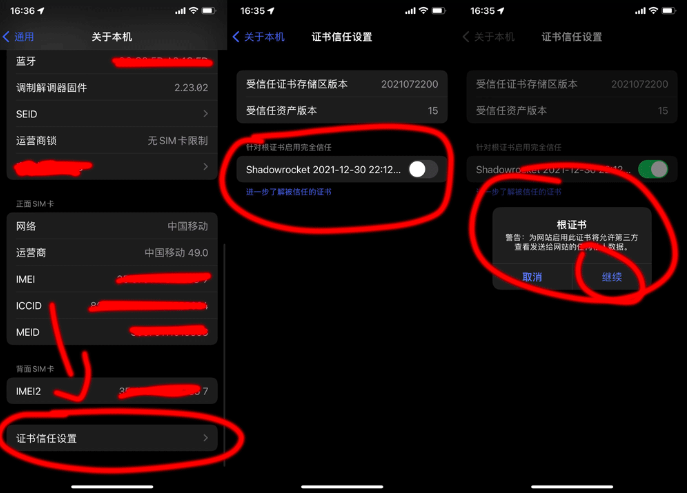 16:36
通用
关于本机
蓝牙
调制解调器固件 2.23.02
SEID
运营商锁 无 SIM 卡限制
正面 SIM 卡
网络 中国移动
运营商 中国移动 49.0
IMEI
ICCID
MEID
背面 SIM 卡
IMEI2 7
证书信任设置
16:35
关于本机
证书信任设置
受信任证书存储区版本 2021072200
受信任资产版本 15
针对根证书启用完全信任
Shadowrocket 2021-12-30 22:12...
进一步了解被信任的证书
16:35
关于本机
证书信任设置
受信任证书存储区版本 2021072200
受信任资产版本 15
针对根证书启用完全信任
Shadowrocket 2021-12-30 22:12...
进一步了解被信任的证书
根证书
警告：为网站启用此证书将允许第三方
查看发送给网站的任何个人数据。
取消
继续